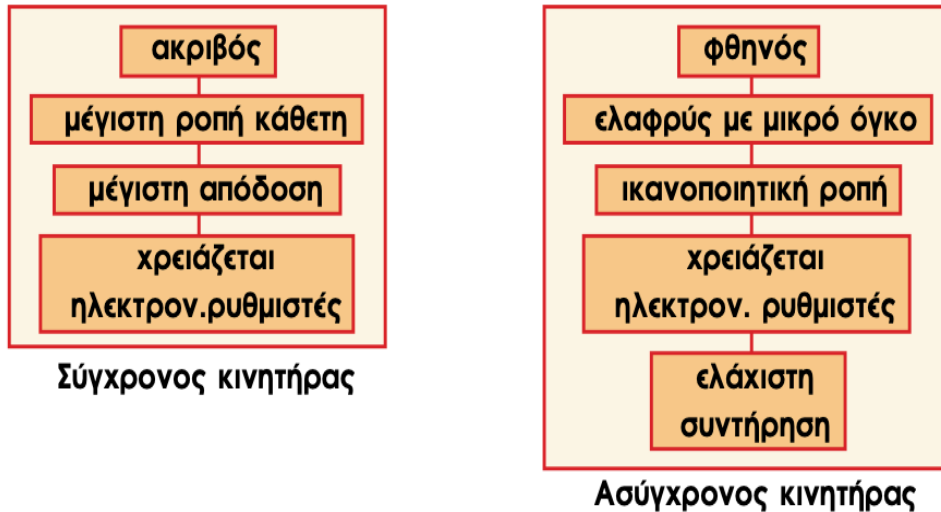 ακριβός
μέγιστη ροπή κάθετη
μέγιστη απόδοση
χρειάζεται
ηλεκτρον.ρυθμιστές
Σύγχρονος κινητήρας
φθηνός
ελαφρύς με μικρό όγκο
ικανοποιητική ροπή
χρειάζεται
ηλεκτρον. ρυθμιστές
ελάχιστη
συντήρηση
Ασύγχρονος κινητήρας